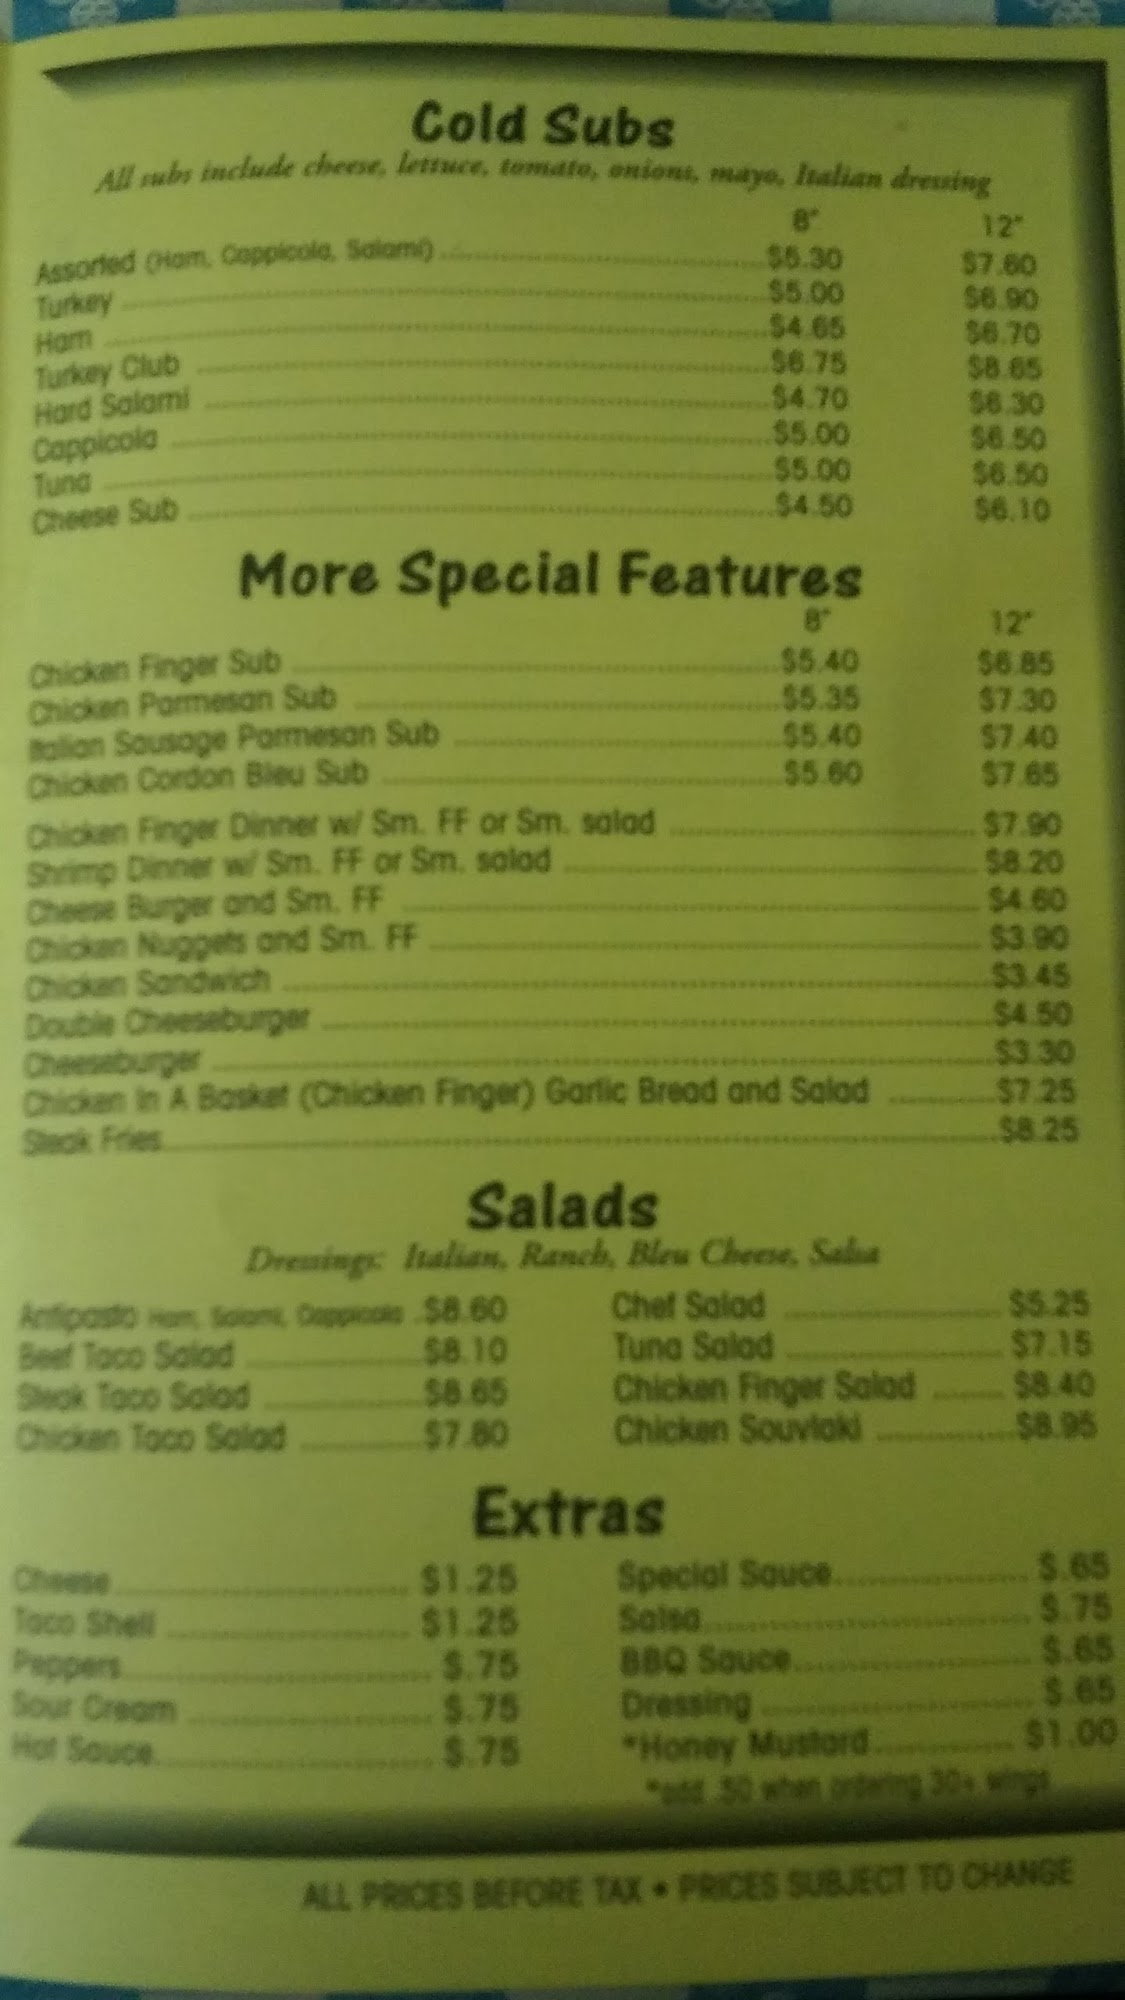 Cold Subs
All subs include cheese, lettuce, tomato, onions, mayo, Italian dressing
8" 12"
Assorted (Ham, Cappicola, Salami) $5.30 $7.60
Turkey $5.00 $6.90
Ham $4.65 $6.70
Turkey Club $6.75 $8.65
Hard Salami $4.70 $6.30
Cappicola $5.00 $6.50
Tuna $5.00 $6.50
Cheese Sub $4.50 $6.10
More Special Features
8" 12"
Chicken Finger Sub $5.40 $6.85
Chicken Parmesan Sub $5.35 $7.30
Italian Sausage Parmesan Sub $5.40 $7.40
Chicken Cordon Bleu Sub $5.60 $7.65
Chicken Finger Dinner w/ Sm. FF or Sm. salad $7.90
Shrimp Dinner w/ Sm. FF or Sm. salad $8.20
Cheese Burger and Sm. FF $4.60
Chicken Nuggets and Sm. FF $3.90
Chicken Sandwich $3.45
Double Cheeseburger $4.50
Cheeseburger $3.30
Chicken In A Basket (Chicken Finger) Garlic Bread and Salad $7.25
Steak Fries $8.25
Salads
Dressings: Italian, Ranch, Bleu Cheese, Salsa
Antipasto Ham, Salami, Cappicola $8.60 Chef Salad $5.25
Beef Taco Salad $8.10 Tuna Salad $7.15
Steak Taco Salad $8.65 Chicken Finger Salad $8.40
Chicken Taco Salad $7.80 Chicken Souvlaki $8.95
Extras
Cheese $1.25 Special Sauce $.65
Taco Shell $1.25 Salsa $.75
Peppers $.75 BBQ Sauce $.65
Sour Cream $.75 Dressing $.65
Hot Sauce $.75 *Honey Mustard $1.00
*add .50 when ordering 30+ wings
ALL PRICES BEFORE TAX • PRICES SUBJECT TO CHANGE